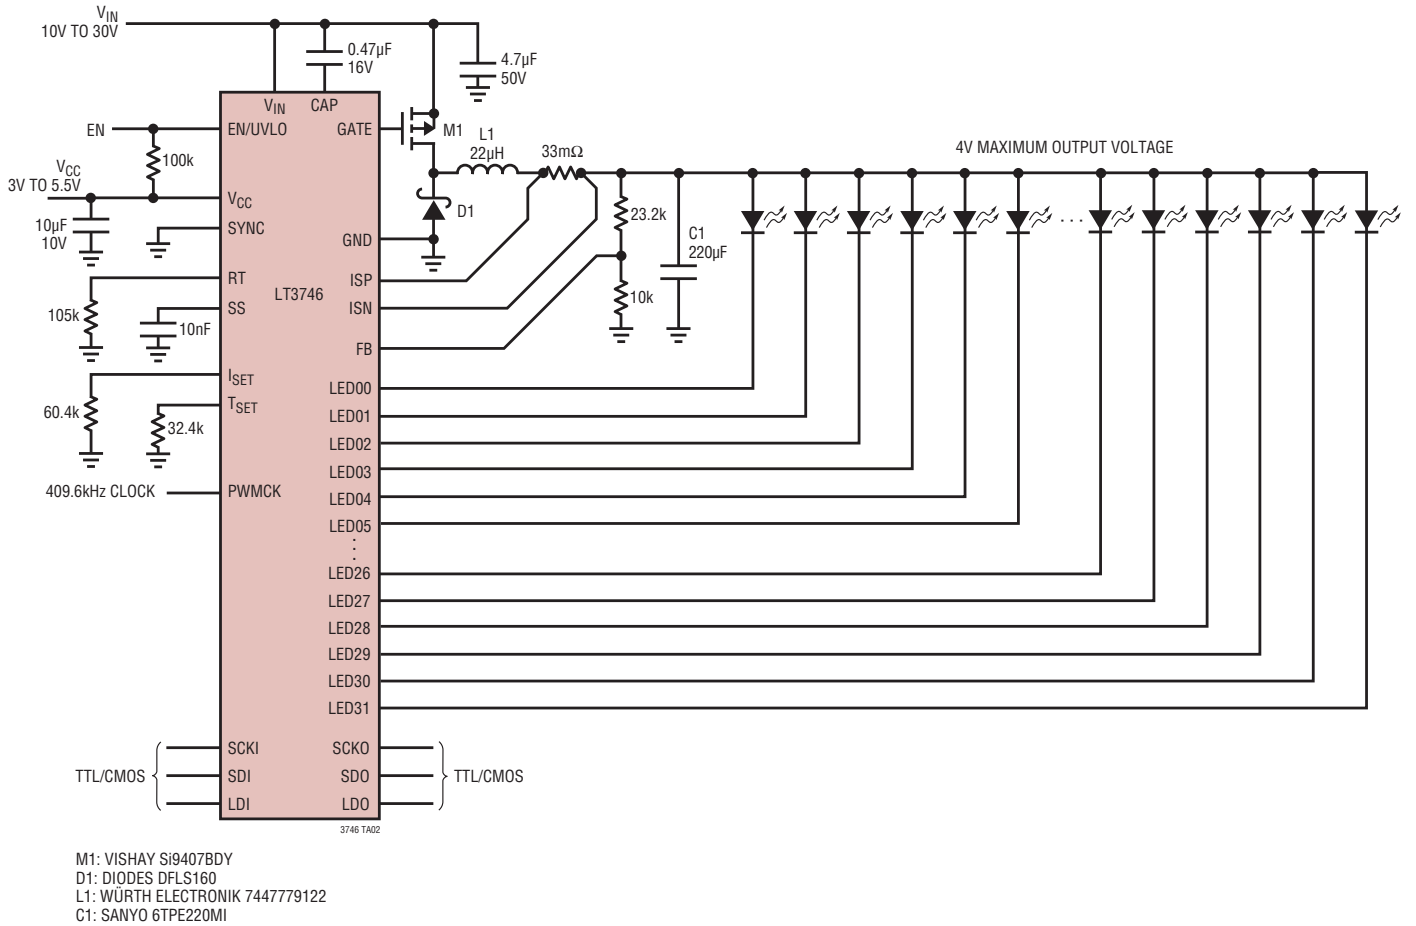 V_IN
10V TO 30V
0.47µF
16V
4.7µF
50V
V_IN
CAP
EN
EN/UVLO
GATE
M1
L1
22µH
33mΩ
4V MAXIMUM OUTPUT VOLTAGE
100k
V_CC
3V TO 5.5V
V_CC
10µF
10V
SYNC
GND
D1
23.2k
C1
220µF
···
RT
ISP
LT3746
10k
105k
SS
10nF
ISN
FB
I_SET
60.4k
T_SET
32.4k
LED00
LED01
LED02
LED03
LED04
LED05
LED26
LED27
LED28
LED29
LED30
LED31
409.6kHz CLOCK
PWMCK
SCKI
SCKO
TTL/CMOS
SDI
SDO
TTL/CMOS
LDI
LDO
3746 TA02
M1: VISHAY Si9407BDY
D1: DIODES DFLS160
L1: WÜRTH ELECTRONIK 7447779122
C1: SANYO 6TPE220MI